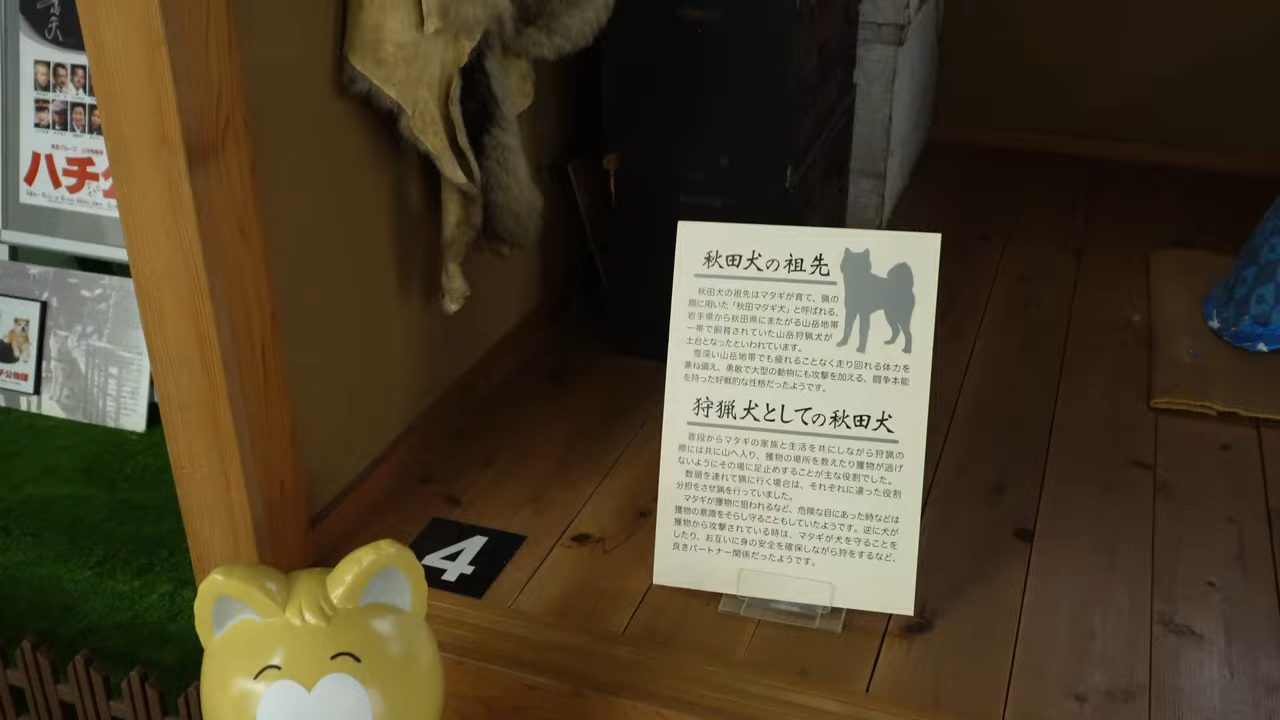 ハチ公
4
秋田犬の祖先
秋田犬の祖先はマタギが育て、猟の
際に用いた「秋田マタギ犬」と呼ばれる、
岩手県から秋田県にまたがる山岳地帯
一帯で飼育されていた山岳狩猟犬が
土台となったといわれています。
雪深い山岳地帯でも疲れることなく走り回れる体力を
兼ね備え、勇敢で大型の動物にも攻撃を加える、闘争本能
を持った好戦的な性格だったようです。
狩猟犬としての秋田犬
普段からマタギの家族と生活を共にしながら狩猟の
際には共に山へ入り、獲物の場所を教えたり獲物が逃げ
ないようにその場に足止めすることが主な役割でした。
数頭を連れて猟に行く場合は、それぞれに違った役割
分担をさせ猟を行っていました。
マタギが獲物に狙われるなど、危険な目にあった時などは
獲物の意識をそらし守ることもしていたようです。逆に犬が
獲物から攻撃されている時は、マタギが犬を守ることを
したり、お互いに身の安全を確保しながら狩をするなど、
良きパートナー関係だったようです。